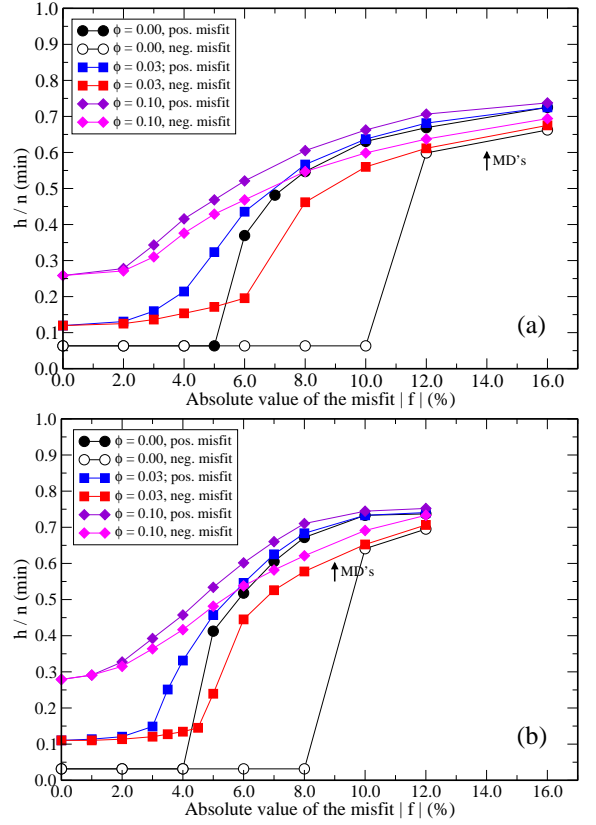 1.0
0.9
0.8
0.7
0.6
0.5
0.4
0.3
0.2
0.1
0.0
h / n (min)
ϕ = 0.00, pos. misfit
ϕ = 0.00, neg. misfit
ϕ = 0.03; pos. misfit
ϕ = 0.03, neg. misfit
ϕ = 0.10, pos. misfit
ϕ = 0.10, neg. misfit
MD's
(a)
0.0 2.0 4.0 6.0 8.0 10.0 12.0 14.0 16.0
Absolute value of the misfit | f | (%)
1.0
0.9
0.8
0.7
0.6
0.5
0.4
0.3
0.2
0.1
0.0
h / n (min)
ϕ = 0.00, pos. misfit
ϕ = 0.00, neg. misfit
ϕ = 0.03; pos. misfit
ϕ = 0.03, neg. misfit
ϕ = 0.10, pos. misfit
ϕ = 0.10, neg. misfit
MD's
(b)
0.0 2.0 4.0 6.0 8.0 10.0 12.0 14.0 16.0
Absolute value of the misfit | f | (%)